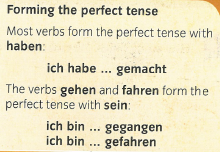 Forming the perfect tense
Most verbs form the perfect tense with
haben:
ich habe ... gemacht
The verbs gehen and fahren form the
perfect tense with sein:
ich bin ... gegangen
ich bin ... gefahren